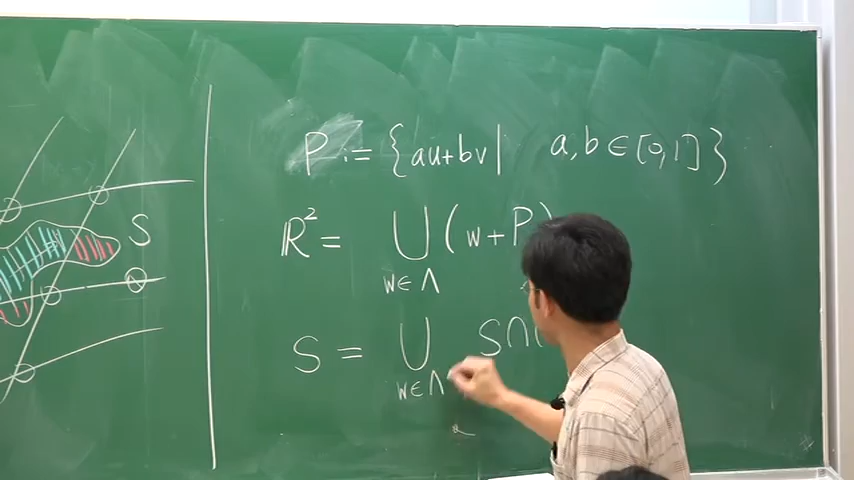 S
P := {au+bv| a,b ∈ [0,1]}
ℝ² = ⋃ (w+P)
w∈Λ
S = ⋃ S∩(
w∈Λ